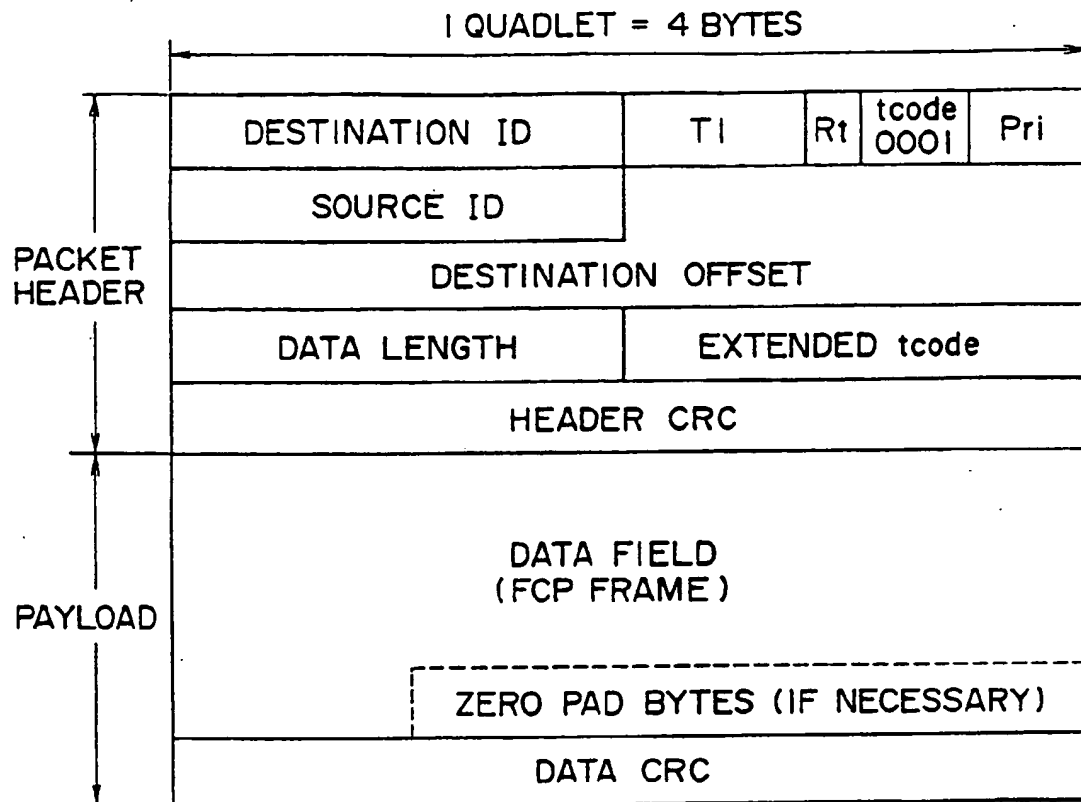 1 QUADLET = 4 BYTES
DESTINATION ID
T1
Rt
tcode
0001
Pri
SOURCE ID
PACKET
HEADER
DESTINATION OFFSET
DATA LENGTH
EXTENDED tcode
HEADER CRC
DATA FIELD
(FCP FRAME)
PAYLOAD
ZERO PAD BYTES (IF NECESSARY)
DATA CRC